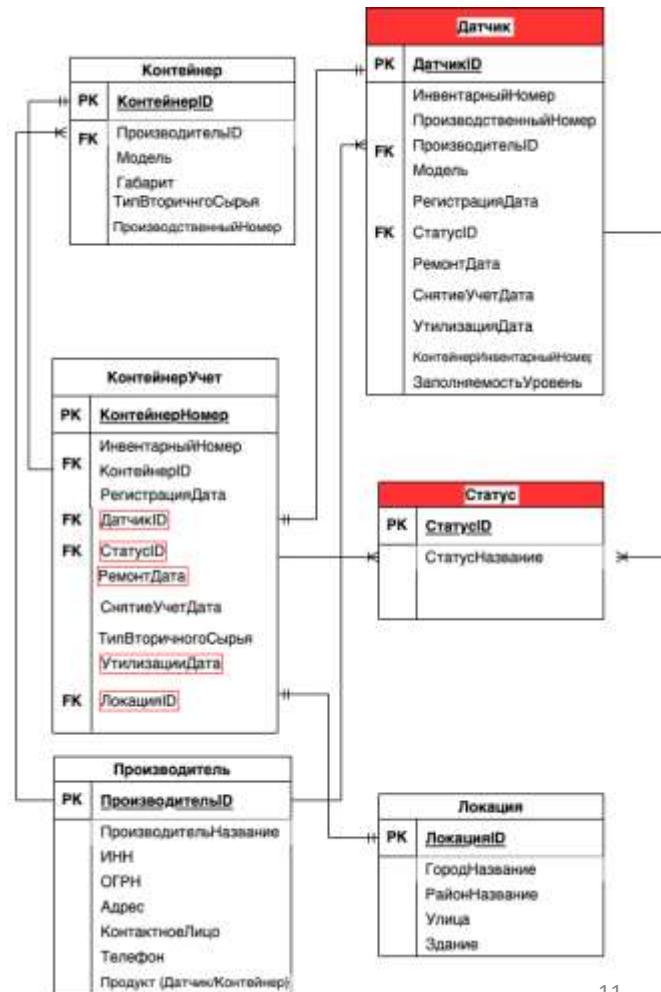 Датчик
PK ДатчикID
ИнвентарныйНомер
ПроизводственныйНомер
FK ПроизводительID
Модель
РегистрацияДата
FK СтатусID
РемонтДата
СнятиеУчетДата
УтилизацияДата
КонтейнерИнвентарныйНомер
ЗаполняемостьУровень
Контейнер
PK КонтейнерID
FK ПроизводительID
Модель
Габарит
ТипВторичнгоСырья
ПроизводственныйНомер
КонтейнерУчет
PK КонтейнерНомер
ИнвентарныйНомер
FK КонтейнерID
РегистрацияДата
FK ДатчикID
FK СтатусID
РемонтДата
СнятиеУчетДата
ТипВторичногоСырья
УтилизацииДата
FK ЛокацияID
Статус
PK СтатусID
СтатусНазвание
Производитель
PK ПроизводительID
ПроизводительНазвание
ИНН
ОГРН
Адрес
КонтактноеЛицо
Телефон
Продукт (Датчик/Контейнер)
Локация
PK ЛокацияID
ГородНазвание
РайонНазвание
Улица
Здание
11